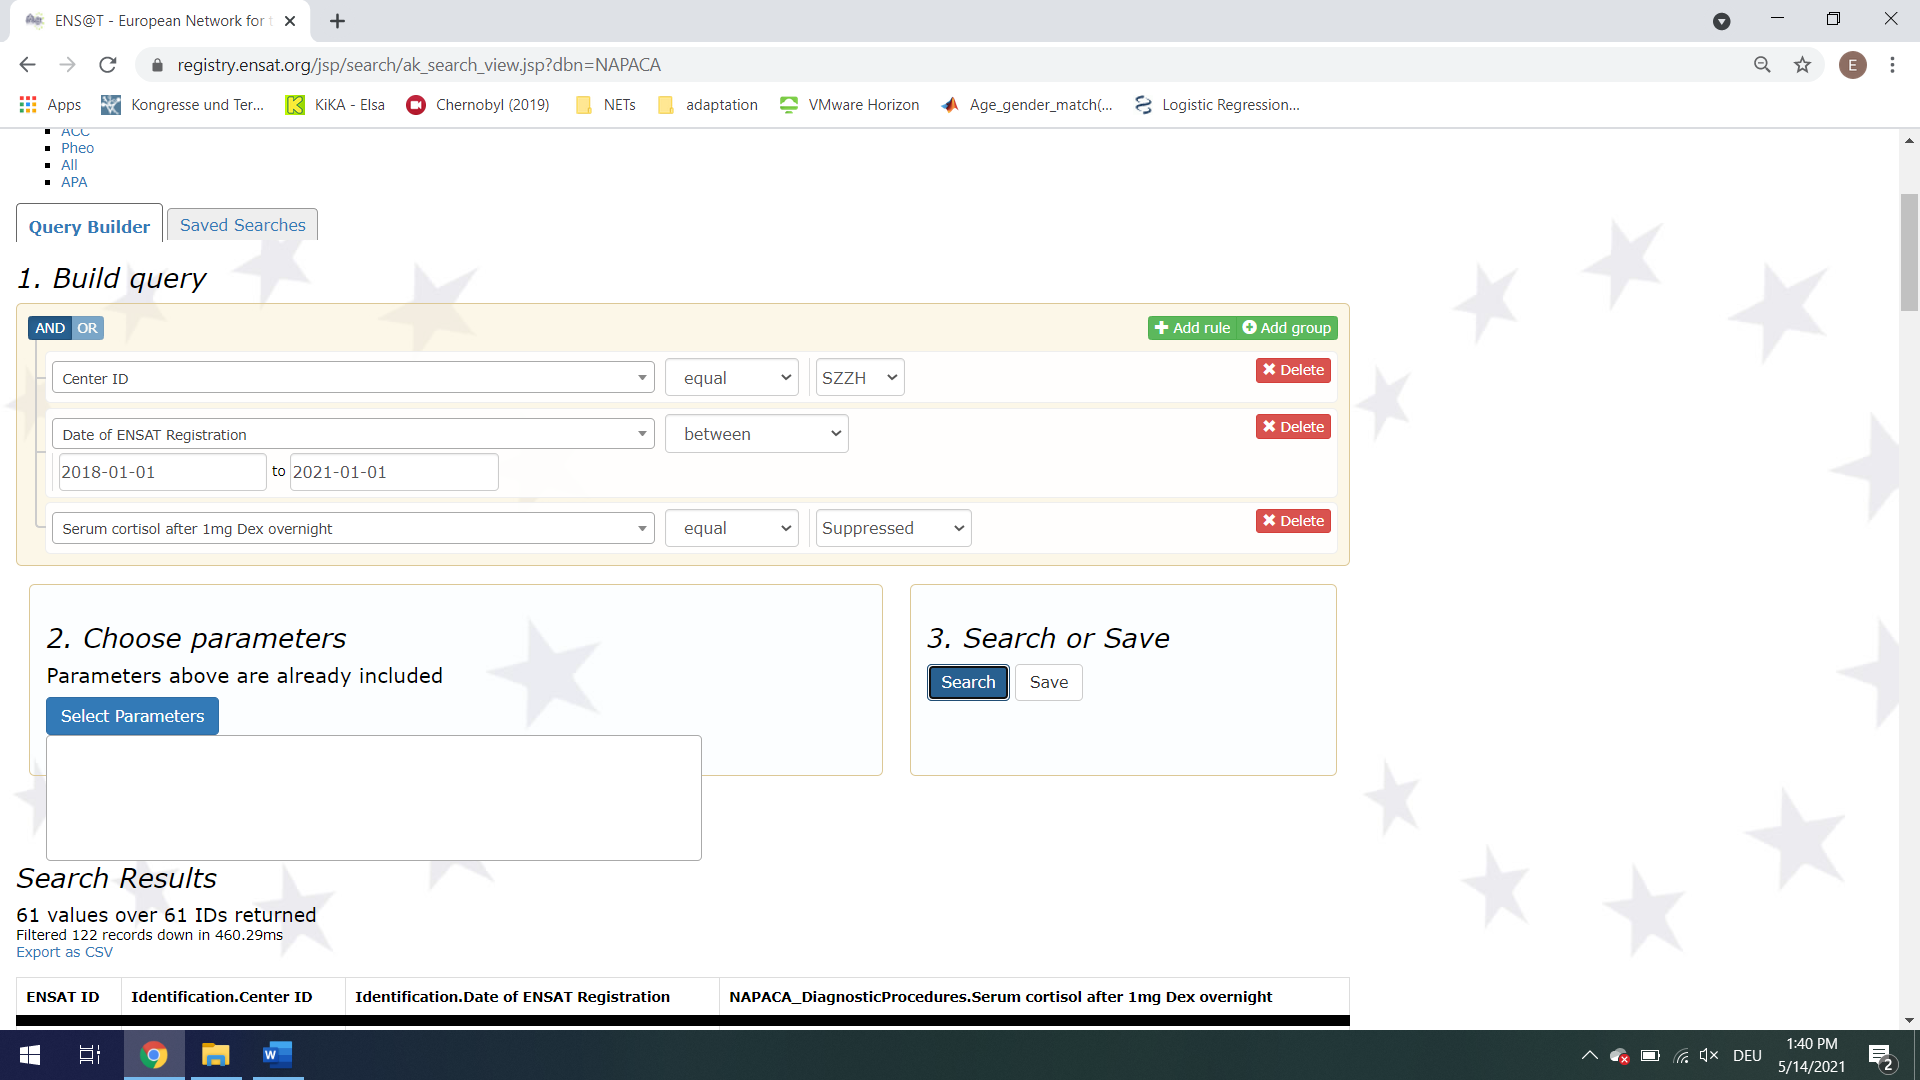 ENS@T - European Network for t
registry.ensat.org/jsp/search/ak_search_view.jsp?dbn=NAPACA
E
Apps
Kongresse und Ter...
KiKA - Elsa
Chernobyl (2019)
NETs
adaptation
VMware Horizon
Age_gender_match(...
Logistic Regression...
ACC
Pheo
All
APA
Query Builder
Saved Searches
1. Build query
AND OR
Add rule
Add group
Center ID
equal
SZZH
Delete
Date of ENSAT Registration
between
Delete
2018-01-01 to 2021-01-01
Serum cortisol after 1mg Dex overnight
equal
Suppressed
Delete
2. Choose parameters
Parameters above are already included
Select Parameters
3. Search or Save
Search
Save
Search Results
61 values over 61 IDs returned
Filtered 122 records down in 460.29ms
Export as CSV
ENSAT ID
Identification.Center ID
Identification.Date of ENSAT Registration
NAPACA_DiagnosticProcedures.Serum cortisol after 1mg Dex overnight
DEU
1:40 PM
5/14/2021
2